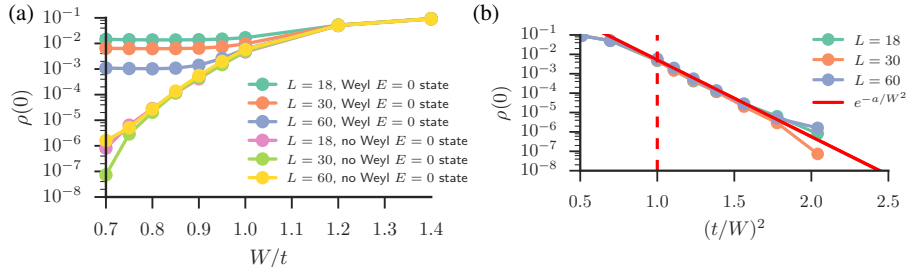 (a)
10⁻¹
10⁻²
10⁻³
10⁻⁴
10⁻⁵
10⁻⁶
10⁻⁷
10⁻⁸
ρ(0)
L = 18, Weyl E = 0 state
L = 30, Weyl E = 0 state
L = 60, Weyl E = 0 state
L = 18, no Weyl E = 0 state
L = 30, no Weyl E = 0 state
L = 60, no Weyl E = 0 state
0.7 0.8 0.9 1.0 1.1 1.2 1.3 1.4
W/t
(b)
10⁻¹
10⁻²
10⁻³
10⁻⁴
10⁻⁵
10⁻⁶
10⁻⁷
10⁻⁸
ρ(0)
L = 18
L = 30
L = 60
e^{−a/W²}
0.5 1.0 1.5 2.0 2.5
(t/W)²